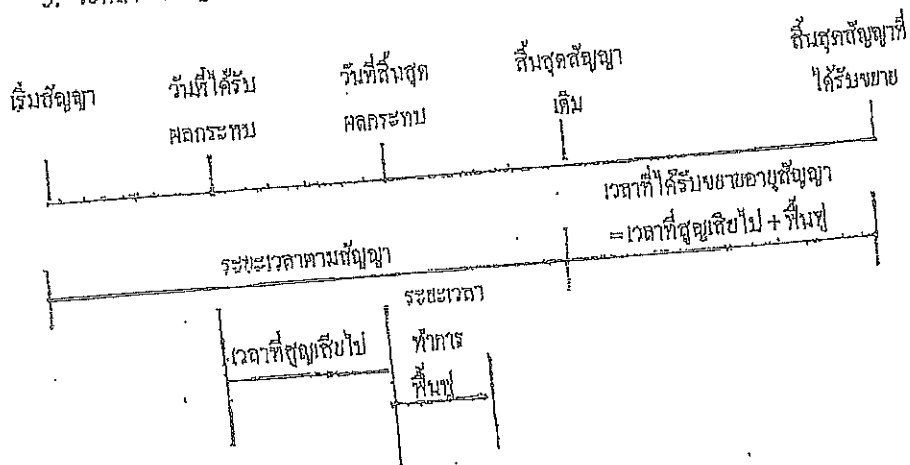 เริ่มสัญญา
วันที่ได้รับ
ผลกระทบ
วันที่สิ้นสุด
ผลกระทบ
สิ้นสุดสัญญา
เดิม
สิ้นสุดสัญญาที่
ได้รับขยาย
เวลาที่ได้รับขยายอายุสัญญา
=เวลาที่สูญเสียไป + ฟื้นฟู
ระยะเวลาตามสัญญา
เวลาที่สูญเสียไป
ระยะเวลา
ทำการ
ฟื้นฟู